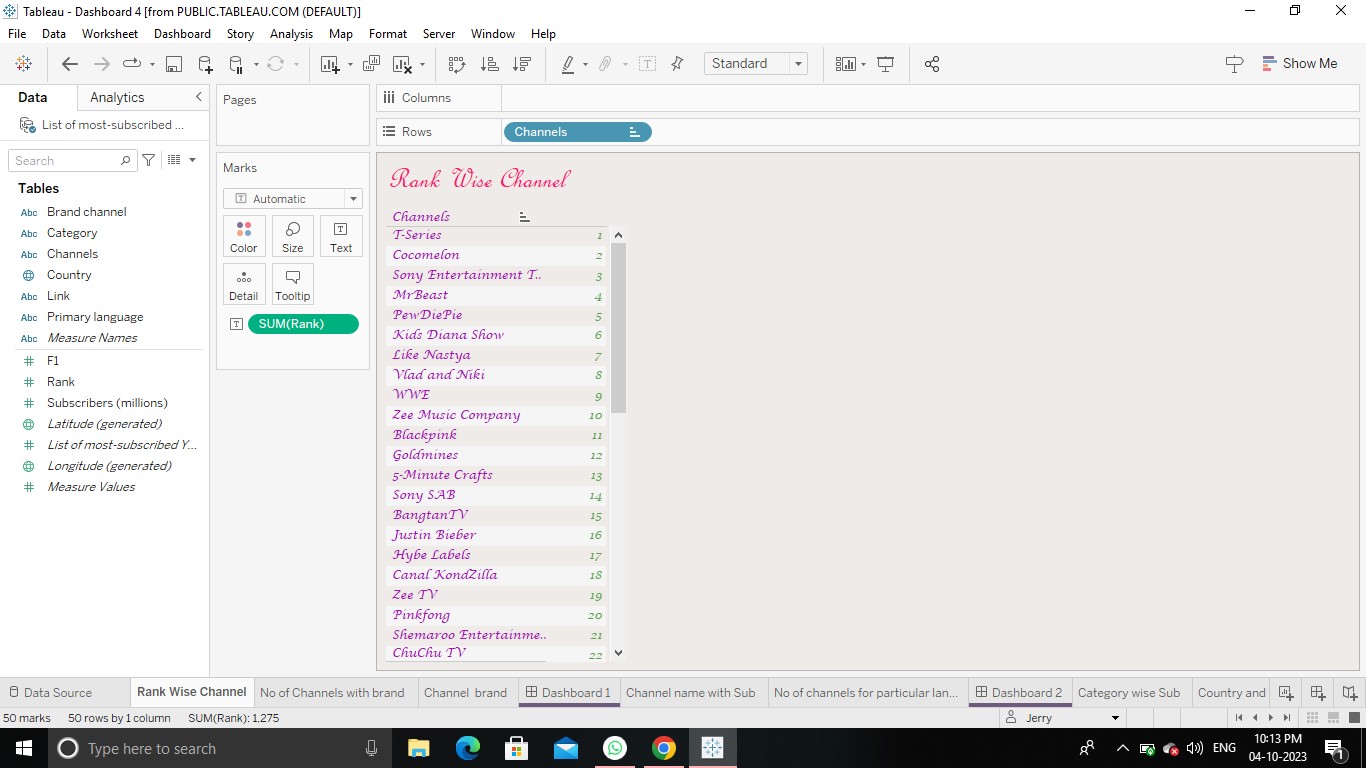 Tableau - Dashboard 4 [from PUBLIC.TABLEAU.COM (DEFAULT)]
File Data Worksheet Dashboard Story Analysis Map Format Server Window Help
Standard
Show Me
Data Analytics
List of most-subscribed ...
Search
Tables
Abc Brand channel
Abc Category
Abc Channels
Country
Abc Link
Abc Primary language
Abc Measure Names
F1
Rank
Subscribers (millions)
Latitude (generated)
List of most-subscribed Y...
Longitude (generated)
Measure Values
Pages
Marks
T Automatic
Color Size Text
Detail Tooltip
T SUM(Rank)
Columns
Rows Channels
Rank Wise Channel
Channels
T-Series 1
Cocomelon 2
Sony Entertainment T.. 3
MrBeast 4
PewDiePie 5
Kids Diana Show 6
Like Nastya 7
Vlad and Niki 8
WWE 9
Zee Music Company 10
Blackpink 11
Goldmines 12
5-Minute Crafts 13
Sony SAB 14
BangtanTV 15
Justin Bieber 16
Hybe Labels 17
Canal KondZilla 18
Zee TV 19
Pinkfong 20
Shemaroo Entertainme.. 21
ChuChu TV 22
Data Source Rank Wise Channel No of Channels with brand Channel brand Dashboard 1 Channel name with Sub No of channels for particular lan... Dashboard 2 Category wise Sub Country and
50 marks 50 rows by 1 column SUM(Rank): 1,275 Jerry
Type here to search
ENG
10:13 PM
04-10-2023
1